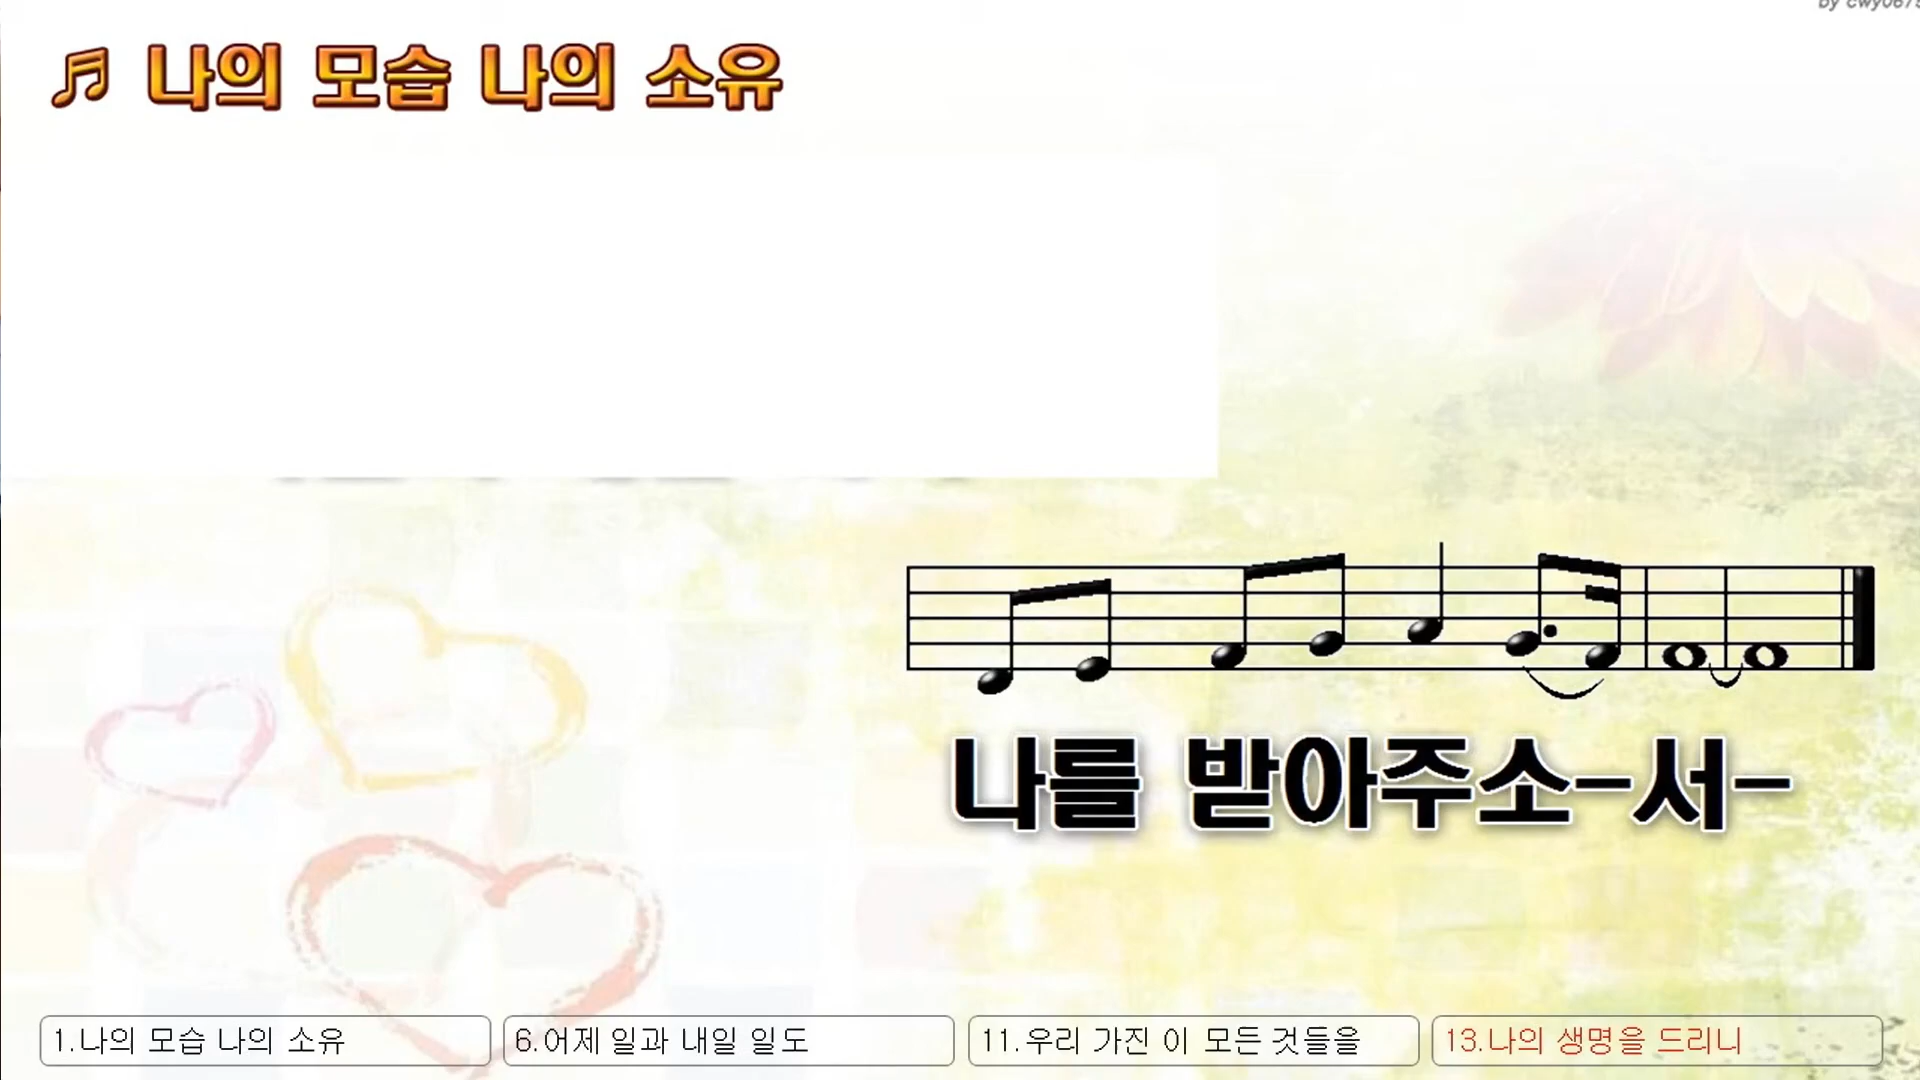 ♬ 나의 모습 나의 소유
나를 받아주소-서-
1.나의 모습 나의 소유
6.어제 일과 내일 일도
11.우리 가진 이 모든 것들을
13.나의 생명을 드리니